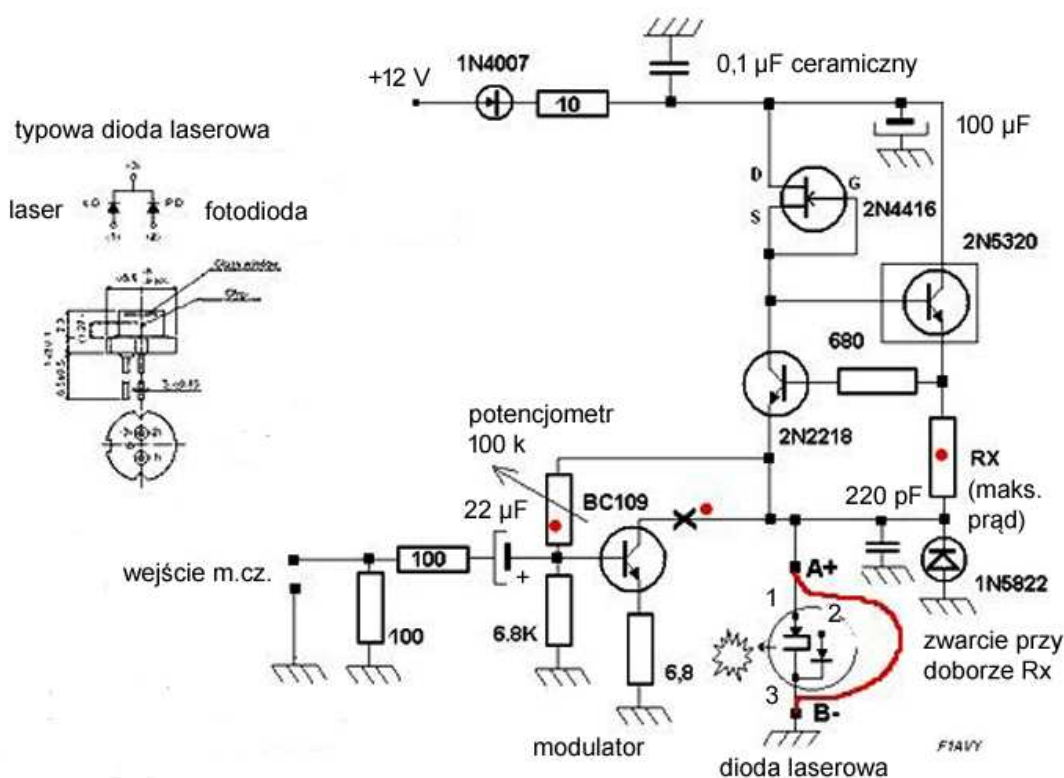 +12 V
1N4007
10
0,1 µF ceramiczny
100 µF
typowa dioda laserowa
laser
fotodioda
(1)
(2)
D
S
G
2N4416
2N5320
680
2N2218
potencjometr
100 k
22 µF
BC109
RX
(maks.
prąd)
220 pF
wejście m.cz.
100
100
+
6.8K
6,8
A+
1
2
3
B-
1N5822
zwarcie przy
doborze Rx
modulator
dioda laserowa
F1AVY